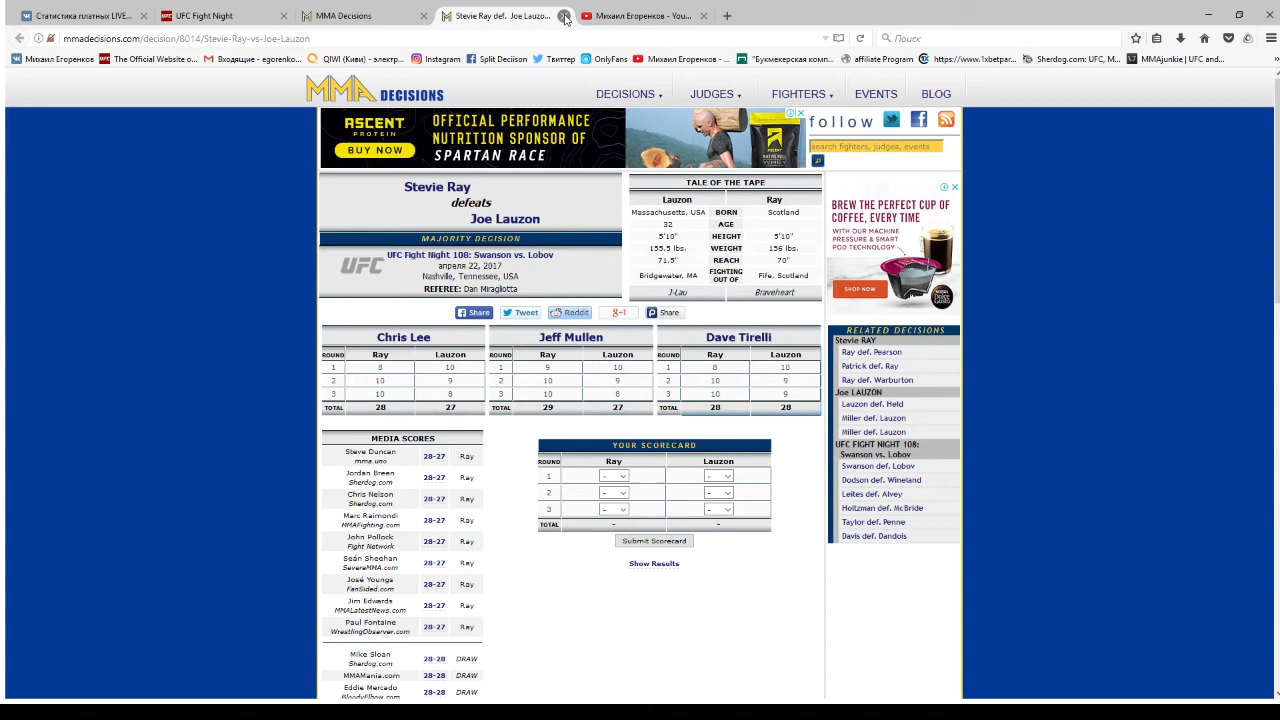 Статистика платных LIVE...
UFC Fight Night
MMA Decisions
Stevie Ray def. Joe Lauzo...
Михаил Егоренков - You...
mmadecisions.com/decision/8014/Stevie-Ray-vs-Joe-Lauzon
Поиск
Михаил Егоренков
The Official Website o...
Входящие - egorenko...
QIWI (Киви) - электр...
Instagram
Split Deciison
Твиттер
OnlyFans
Михаил Егоренков - ...
"Букмекерская комп...
affiliate Program
https://www.1xbetpar...
Sherdog.com: UFC, M...
MMAjunkie | UFC and...
MMA DECISIONS
DECISIONS
JUDGES
FIGHTERS
EVENTS
BLOG
ASCENT
PROTEIN
BUY NOW
OFFICIAL PERFORMANCE
NUTRITION SPONSOR OF
SPARTAN RACE
follow
search fighters, judges, events
Stevie Ray
defeats
Joe Lauzon
MAJORITY DECISION
UFC
UFC Fight Night 108: Swanson vs. Lobov
апреля 22, 2017
Nashville, Tennessee, USA
REFEREE: Dan Miragliotta
TALE OF THE TAPE
Lauzon Ray
Massachusetts, USA BORN Scotland
32 AGE
5'10" HEIGHT 5'10"
155.5 lbs. WEIGHT 156 lbs.
71.5" REACH 70"
Bridgewater, MA FIGHTING OUT OF Fife, Scotland
J-Lau Braveheart
BREW THE PERFECT CUP
OF COFFEE, EVERY TIME
WITH OUR MACHINE
PRESSURE & SMART
POD TECHNOLOGY
SHOP NOW
Share
Tweet
Reddit
g+1
Share
Chris Lee
ROUND Ray Lauzon
1 8 10
2 10 9
3 10 8
TOTAL 28 27
Jeff Mullen
ROUND Ray Lauzon
1 9 10
2 10 9
3 10 8
TOTAL 29 27
Dave Tirelli
ROUND Ray Lauzon
1 8 10
2 10 9
3 10 9
TOTAL 28 28
RELATED DECISIONS
Stevie RAY
Ray def. Pearson
Patrick def. Ray
Ray def. Warburton
Joe LAUZON
Lauzon def. Held
Miller def. Lauzon
Miller def. Lauzon
UFC FIGHT NIGHT 108:
Swanson vs. Lobov
Swanson def. Lobov
Dodson def. Wineland
Leites def. Alvey
Holtzman def. McBride
Taylor def. Penne
Davis def. Dandois
MEDIA SCORES
Steve Duncan
mma.uno
28-27 Ray
Jordan Breen
Sherdog.com
28-27 Ray
Chris Nelson
Sherdog.com
28-27 Ray
Marc Raimondi
MMAFighting.com
28-27 Ray
John Pollock
Fight Network
28-27 Ray
Seán Sheehan
SevereMMA.com
28-27 Ray
José Youngs
FanSided.com
28-27 Ray
Jim Edwards
MMALatestNews.com
28-27 Ray
Paul Fontaine
WrestlingObserver.com
28-27 Ray
Mike Sloan
Sherdog.com
28-28 DRAW
MMAMania.com
28-28 DRAW
Eddie Mercado
BloodyElbow.com
28-28 DRAW
YOUR SCORECARD
ROUND Ray Lauzon
1 - -
2 - -
3 - -
TOTAL - -
Submit Scorecard
Show Results